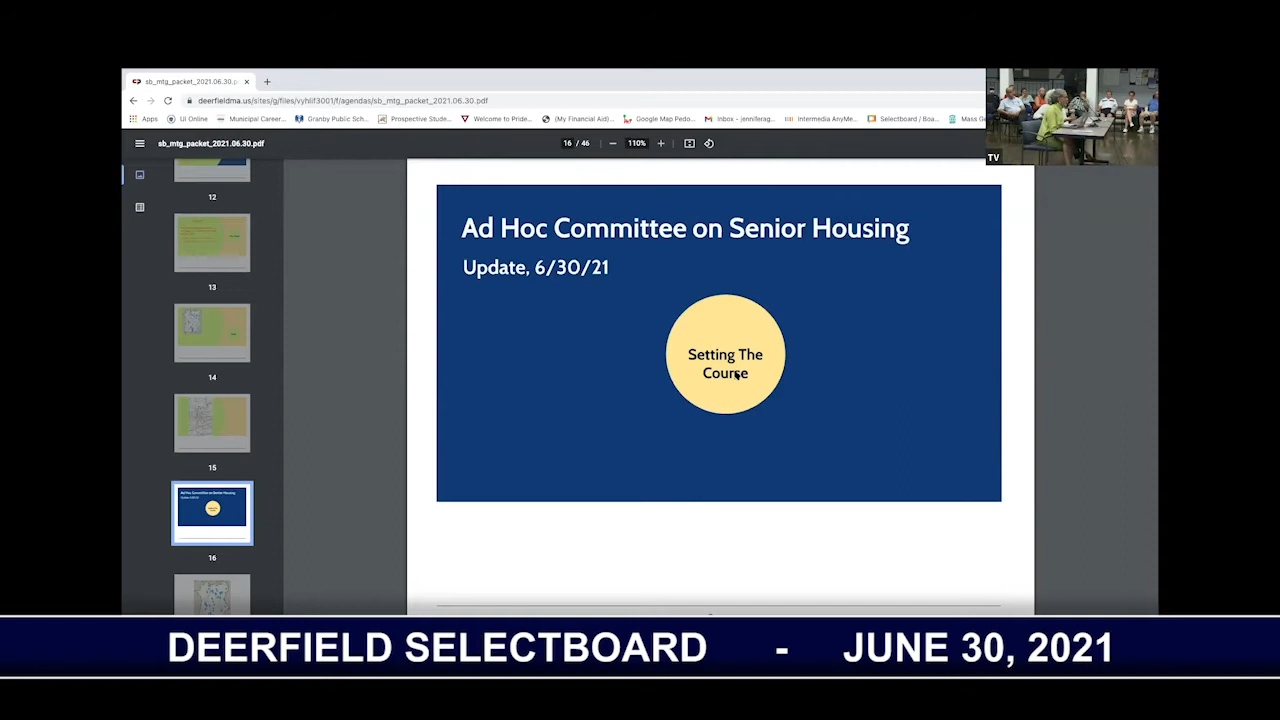 sb_mtg_packet_2021.06.30.p
deerfieldma.us/sites/g/files/vyhlif3001/f/agendas/sb_mtg_packet_2021.06.30.pdf
Apps UI Online Municipal Career... Granby Public Sch... Prospective Stude... Welcome to Pride... (My Financial Aid)... Google Map Pedo... Inbox - jenniferag... Intermedia AnyMe... Selectboard / Boa... Mass G
sb_mtg_packet_2021.06.30.pdf 16 / 46 110%
TV
12
13
14
15
16
Ad Hoc Committee on Senior Housing
Update, 6/30/21
Setting The
Course
DEERFIELD SELECTBOARD - JUNE 30, 2021